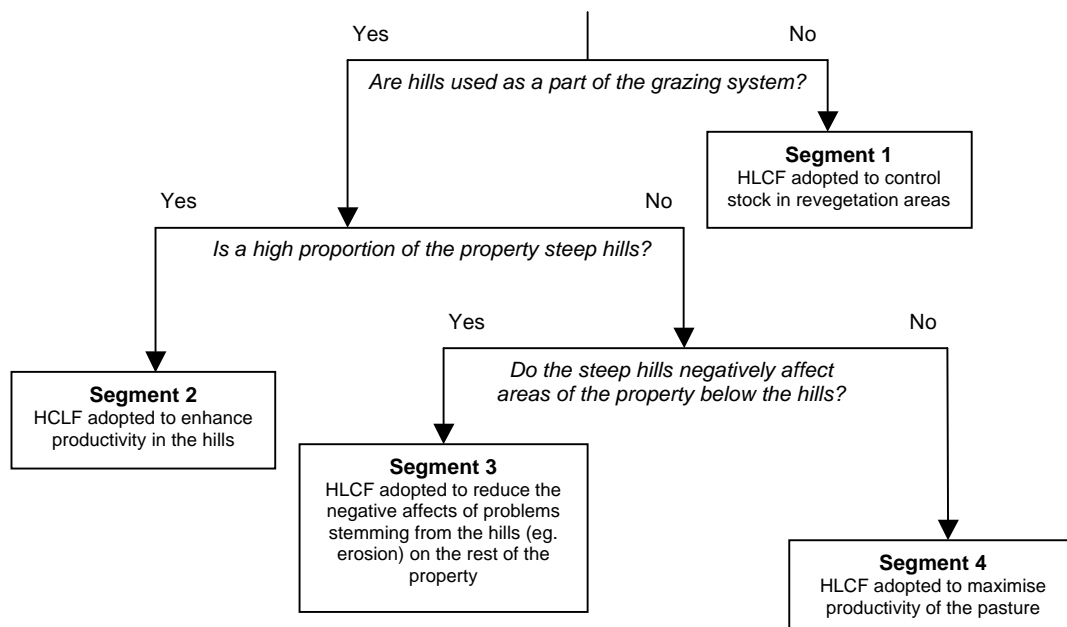 Yes
No
Are hills used as a part of the grazing system?
Segment 1
HLCF adopted to control
stock in revegetation areas
Yes
No
Is a high proportion of the property steep hills?
Segment 2
HCLF adopted to enhance
productivity in the hills
Yes
No
Do the steep hills negatively affect
areas of the property below the hills?
Segment 3
HLCF adopted to reduce the
negative affects of problems
stemming from the hills (eg.
erosion) on the rest of the
property
Segment 4
HLCF adopted to maximise
productivity of the pasture